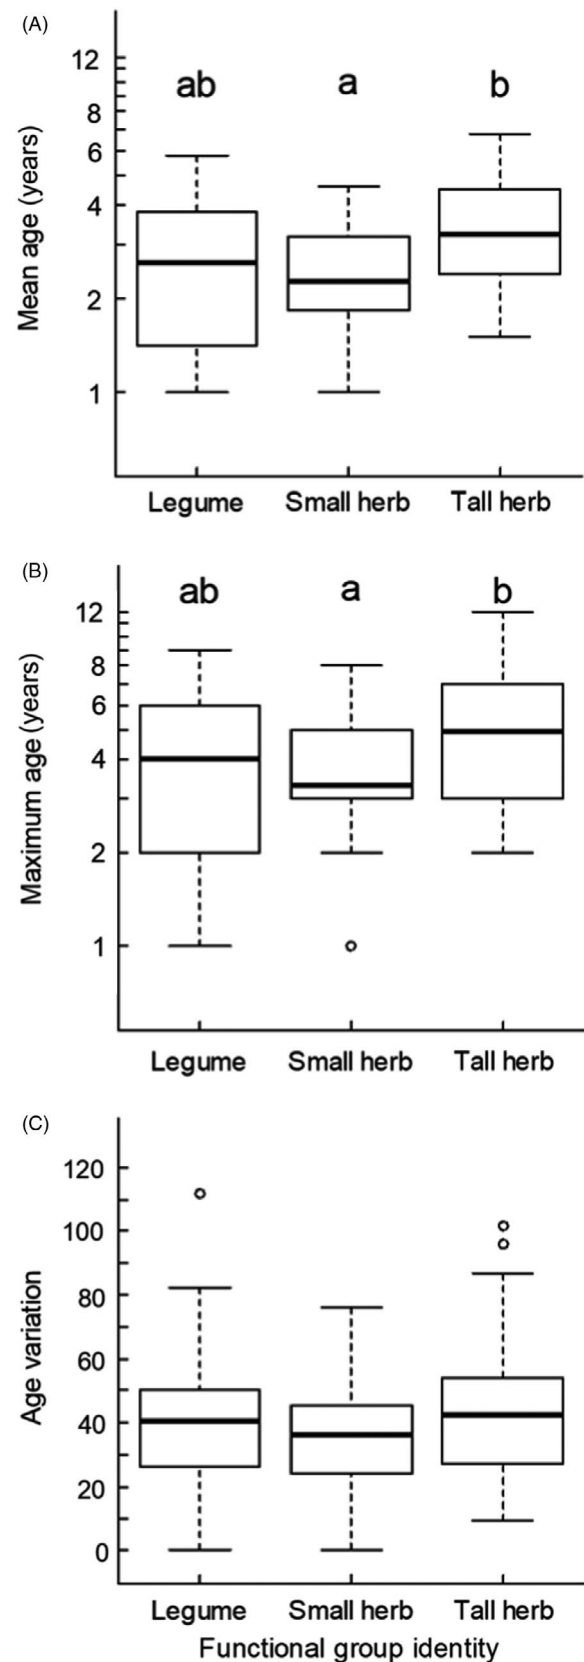 (A)
12
ab
a
b
8
6
4
2
1
Mean age (years)
Legume
Small herb
Tall herb
(B)
12
ab
a
b
8
6
4
2
1
Maximum age (years)
Legume
Small herb
Tall herb
(C)
120
100
80
60
40
20
0
Age variation
Legume
Small herb
Tall herb
Functional group identity